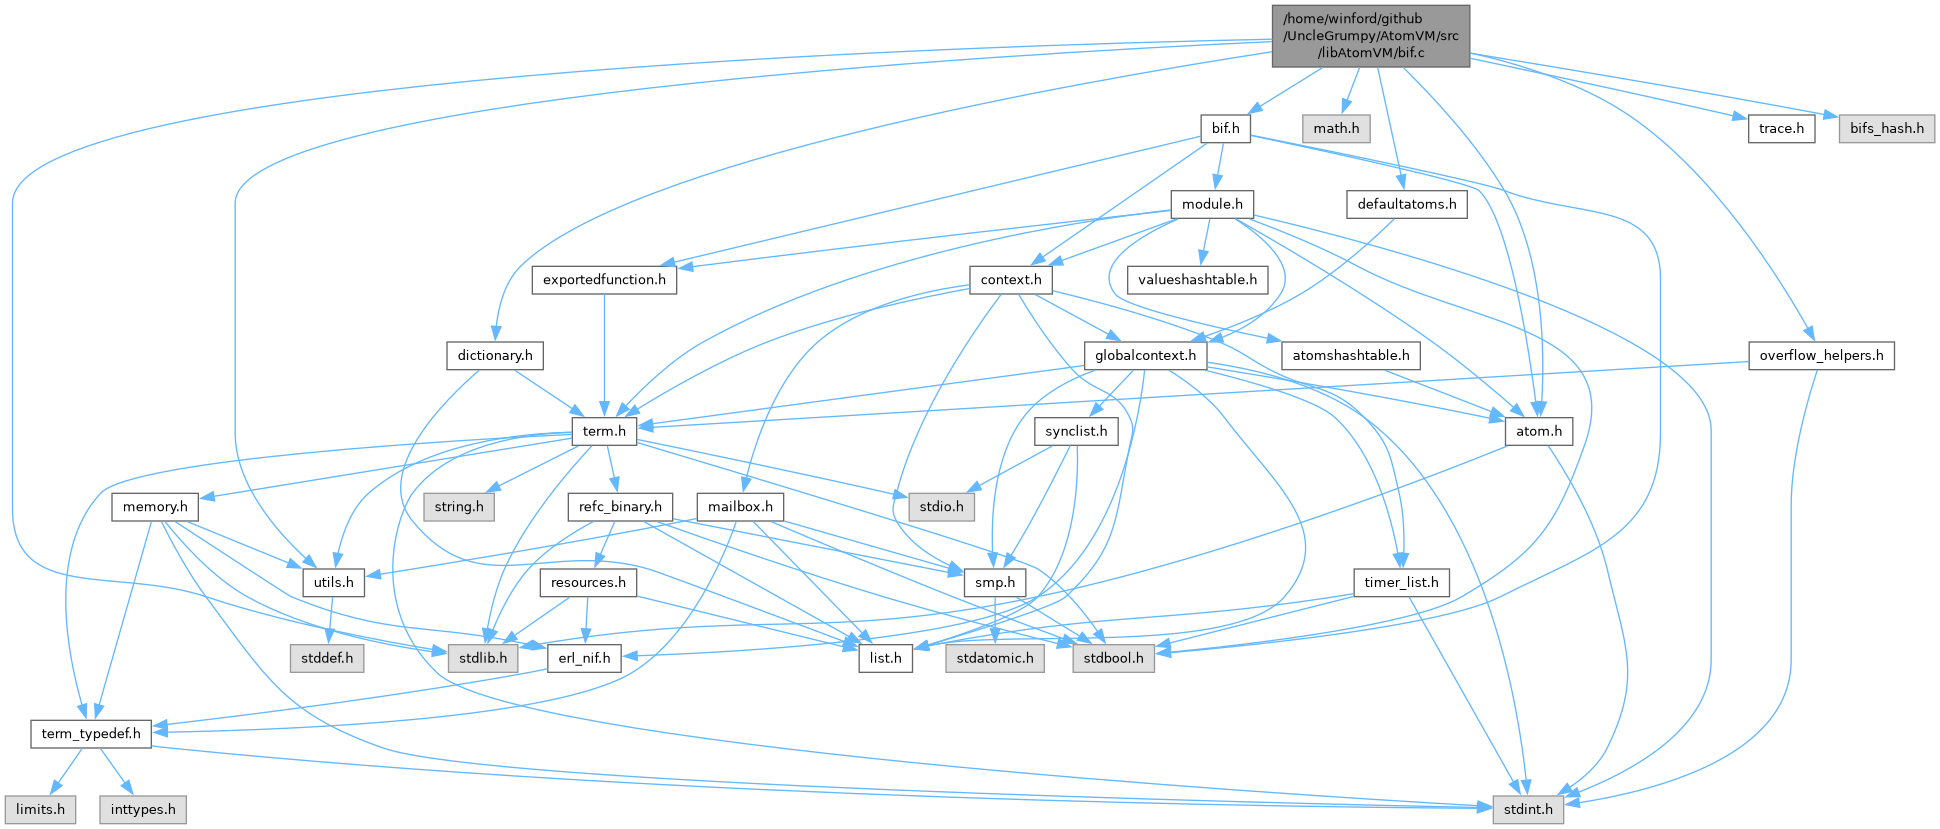 /home/winford/github
/UncleGrumpy/AtomVM/src
/libAtomVM/bif.c
bif.h
math.h
trace.h
bifs_hash.h
module.h
defaultatoms.h
exportedfunction.h
context.h
valueshashtable.h
dictionary.h
globalcontext.h
atomshashtable.h
overflow_helpers.h
term.h
synclist.h
atom.h
memory.h
string.h
refc_binary.h
mailbox.h
stdio.h
utils.h
resources.h
smp.h
timer_list.h
stddef.h
stdlib.h
erl_nif.h
list.h
stdatomic.h
stdbool.h
term_typedef.h
limits.h
inttypes.h
stdint.h